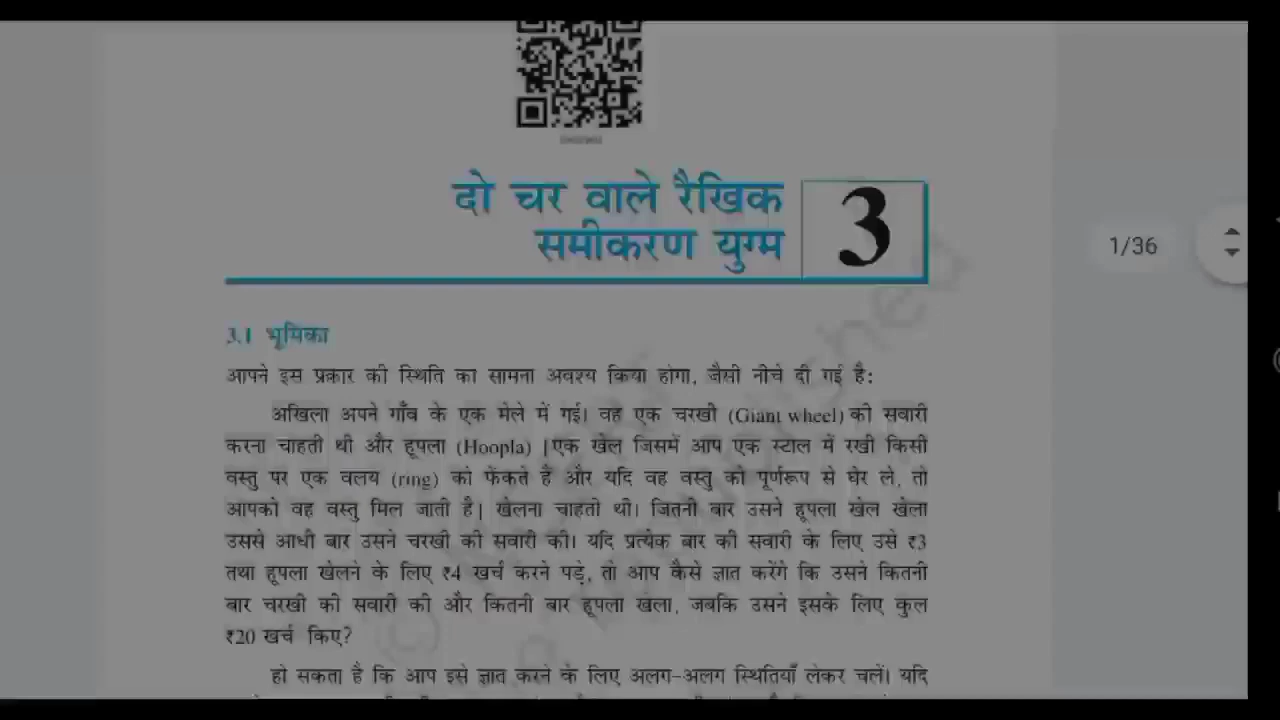 दो चर वाले रैखिक
समीकरण युग्म
3
1/36
3.1 भूमिका
आपने इस प्रकार की स्थिति का सामना अवश्य किया होगा, जैसी नीचे दी गई है:
अखिला अपने गाँव के एक मेले में गई। वह एक चरखी (Giant wheel) की सवारी
करना चाहती थी और हूपला (Hoopla) [एक खेल जिसमें आप एक स्टाल में रखी किसी
वस्तु पर एक वलय (ring) को फेंकते हैं और यदि वह वस्तु को पूर्णरूप से घेर ले, तो
आपको वह वस्तु मिल जाती है] खेलना चाहती थी। जितनी बार उसने हूपला खेल खेला
उससे आधी बार उसने चरखी की सवारी की। यदि प्रत्येक बार की सवारी के लिए उसे ₹3
तथा हूपला खेलने के लिए ₹4 खर्च करने पड़े, तो आप कैसे ज्ञात करेंगे कि उसने कितनी
बार चरखी की सवारी की और कितनी बार हूपला खेला, जबकि उसने इसके लिए कुल
₹20 खर्च किए?
हो सकता है कि आप इसे ज्ञात करने के लिए अलग-अलग स्थितियाँ लेकर चलें। यदि